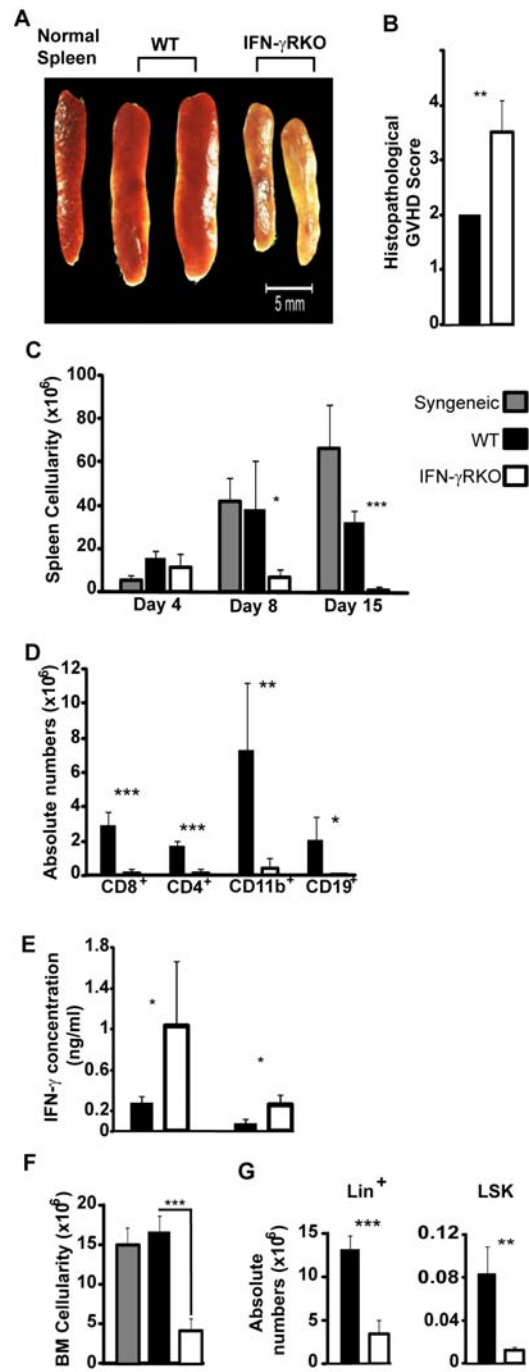 A
Normal
Spleen
WT
IFN-γRKO
5 mm
B
Histopathological
GVHD Score
4
3
2
1
0
**
C
Spleen Cellularity (x10⁶)
100
80
60
40
20
0
*
***
Day 4
Day 8
Day 15
Syngeneic
WT
IFN-γRKO
D
Absolute numbers (x10⁶)
12
10
8
6
4
2
0
***
***
**
*
CD8⁺
CD4⁺
CD11b⁺
CD19⁺
E
IFN-γ concentration
(ng/ml)
1.8
1.4
1
0.6
0.2
0
*
*
F
BM Cellularity (x10⁶)
20
15
10
5
0
***
G
Lin⁺
Absolute
numbers (x10⁶)
15
10
5
0
***
LSK
0.12
0.08
0.04
0
**